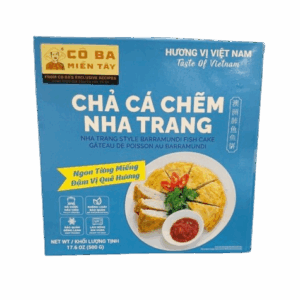 CÔ BA
MIỀN TÂY
HƯƠNG VỊ VIỆT NAM
Taste Of Vietnam
CHẢ CÁ CHẼM
NHA TRANG
NHA TRANG STYLE BARRAMUNDI FISH CAKE
GÂTEAU DE POISSON AU BARRAMUNDI
Ngon Từng Miếng
Đậm Vị Quê Hương
NET WT / KHỐI LƯỢNG TỊNH
17.6 OZ (500 G)